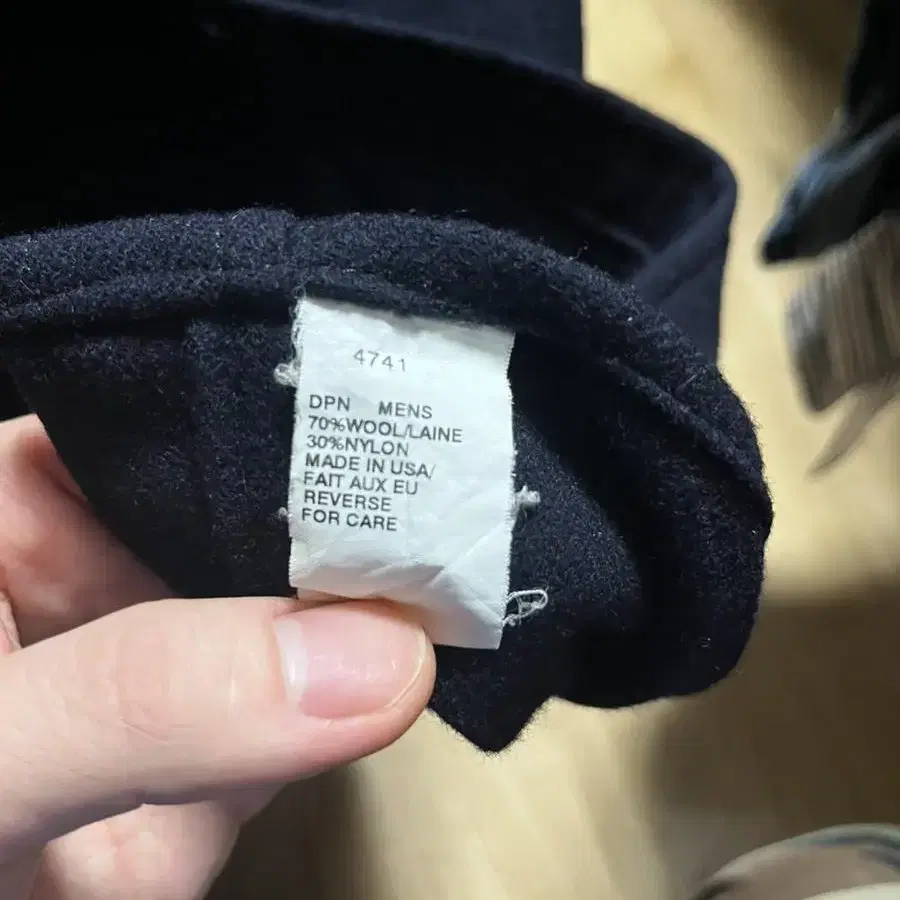 4741
DPN MENS
70%WOOL/LAINE
30%NYLON
MADE IN USA/
FAIT AUX EU
REVERSE
FOR CARE